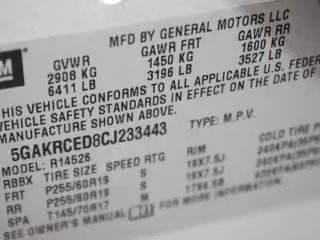 MFD BY GENERAL MOTORS LLC
GVWR GAWR FRT GAWR RR
2908 KG 1450 KG 1600 KG
6411 LB 3196 LB 3527 LB
THIS VEHICLE CONFORMS TO ALL APPLICABLE U.S. FEDER
VEHICLE SAFETY STANDARDS IN EFFECT ON THE DATE OF
MANUFACTURE SHOWN ABOVE.
5GAKRCED8CJ233443 TYPE: M.P.V.
MODEL: R14526
RBBX TIRE SIZE SPEED RTG RIM COLD TIRE P
FRT P255/60R19 S 19X7.5J
RR P255/60R19 S 19X7.5J
SPA T145/70R17 M
SEE OWNER'S MANUAL FOR MORE INFORMATION